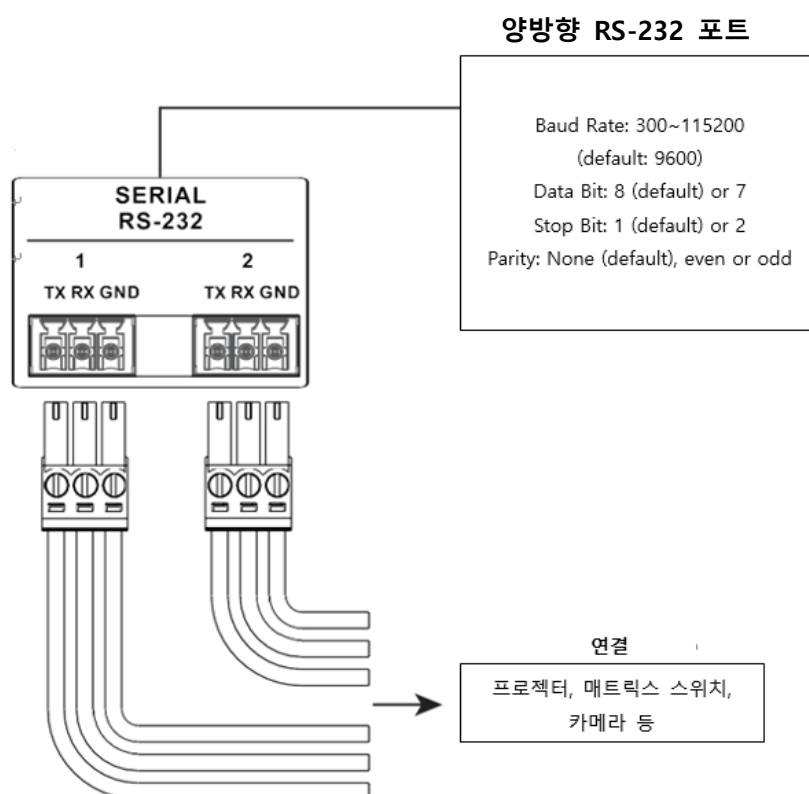 양방향 RS-232 포트
Baud Rate: 300~115200
(default: 9600)
Data Bit: 8 (default) or 7
Stop Bit: 1 (default) or 2
Parity: None (default), even or odd
SERIAL
RS-232
1 2
TX RX GND TX RX GND
연결
프로젝터, 매트릭스 스위치,
카메라 등